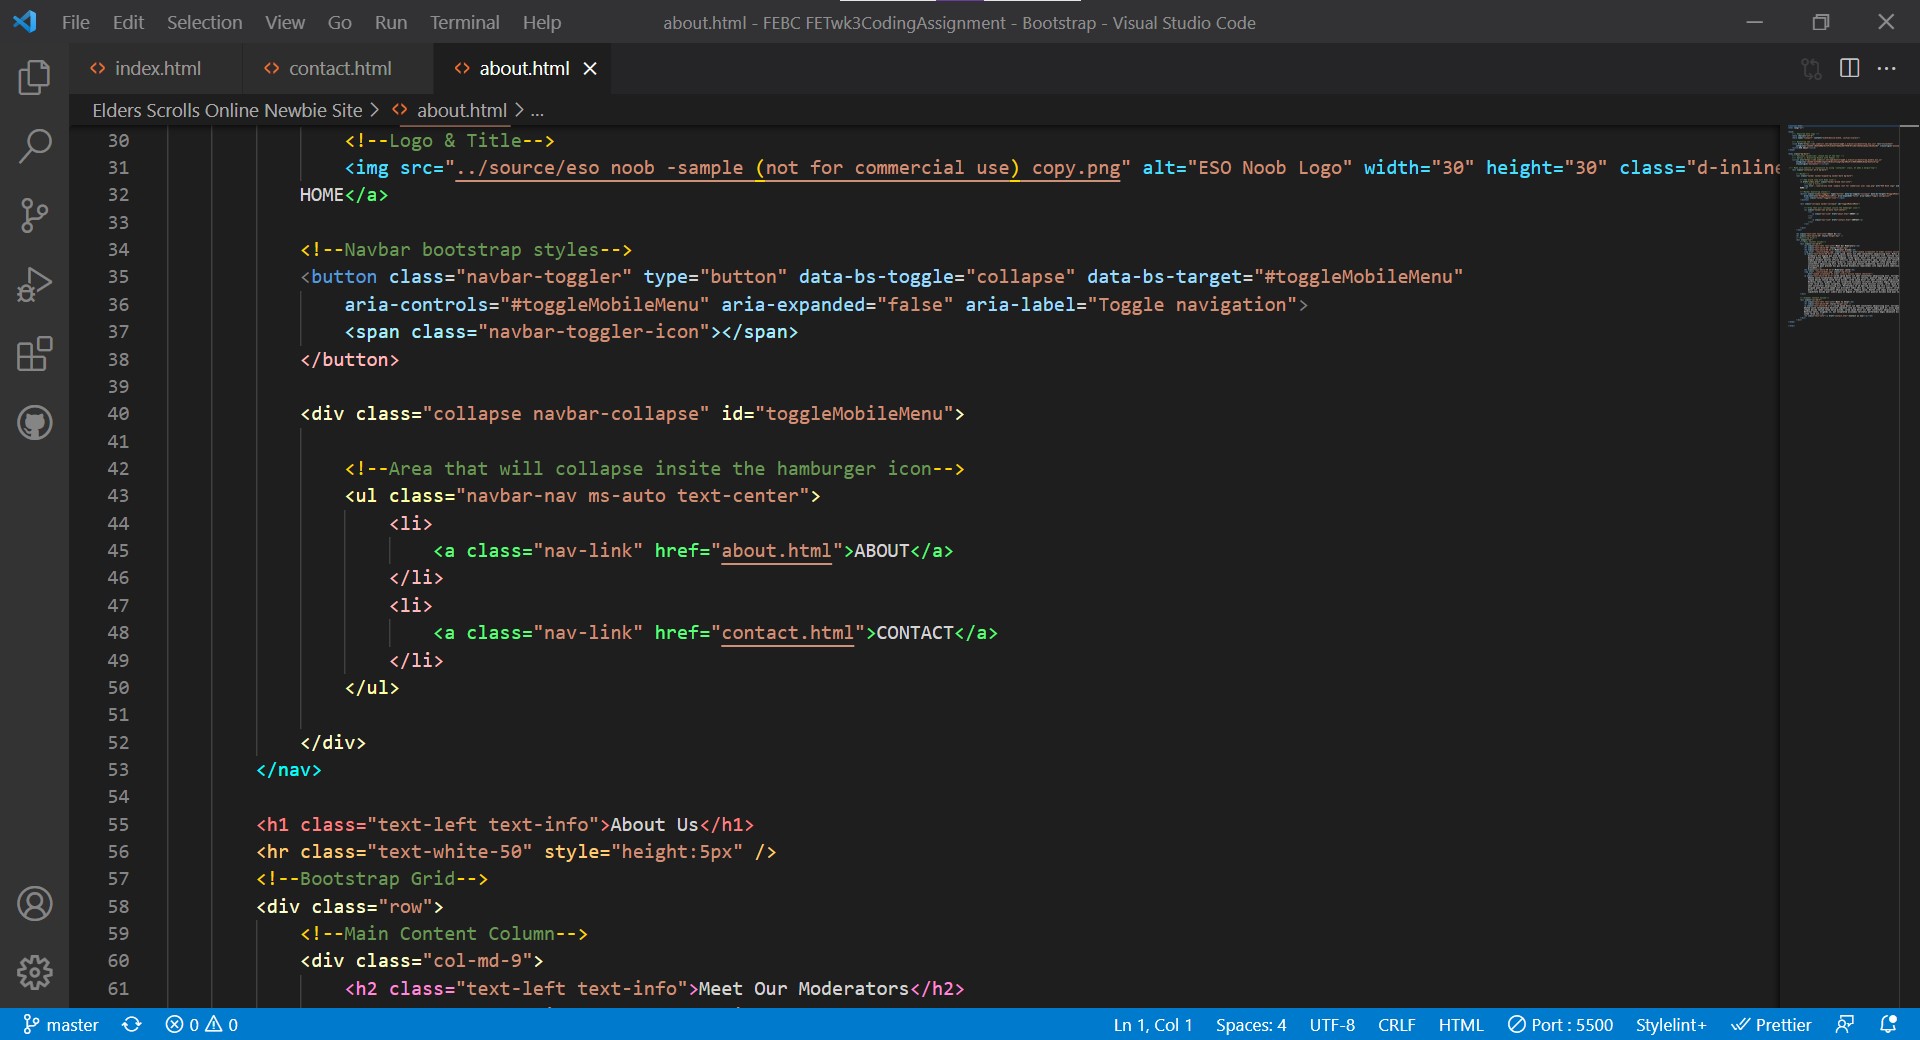 File Edit Selection View Go Run Terminal Help about.html - FEBC FETwk3CodingAssignment - Bootstrap - Visual Studio Code
index.html contact.html about.html
Elders Scrolls Online Newbie Site > about.html > ...
30 <!--Logo & Title-->
31 <img src="../source/eso noob -sample (not for commercial use) copy.png" alt="ESO Noob Logo" width="30" height="30" class="d-inline
32 HOME</a>
33
34 <!--Navbar bootstrap styles-->
35 <button class="navbar-toggler" type="button" data-bs-toggle="collapse" data-bs-target="#toggleMobileMenu"
36 aria-controls="#toggleMobileMenu" aria-expanded="false" aria-label="Toggle navigation">
37 <span class="navbar-toggler-icon"></span>
38 </button>
39
40 <div class="collapse navbar-collapse" id="toggleMobileMenu">
41
42 <!--Area that will collapse insite the hamburger icon-->
43 <ul class="navbar-nav ms-auto text-center">
44 <li>
45 <a class="nav-link" href="about.html">ABOUT</a>
46 </li>
47 <li>
48 <a class="nav-link" href="contact.html">CONTACT</a>
49 </li>
50 </ul>
51
52 </div>
53 </nav>
54
55 <h1 class="text-left text-info">About Us</h1>
56 <hr class="text-white-50" style="height:5px" />
57 <!--Bootstrap Grid-->
58 <div class="row">
59 <!--Main Content Column-->
60 <div class="col-md-9">
61 <h2 class="text-left text-info">Meet Our Moderators</h2>
master 0 0 Ln 1, Col 1 Spaces: 4 UTF-8 CRLF HTML Port : 5500 Stylelint+ Prettier